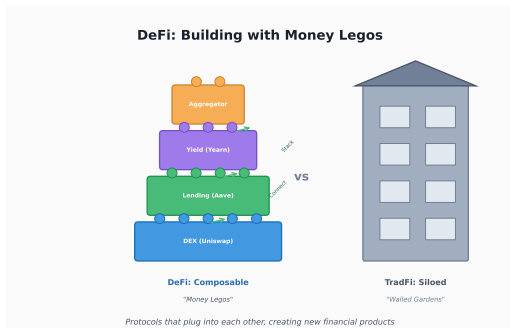 DeFi: Building with Money Legos
Aggregator
Yield (Yearn)
Stack
vs
Lending (Aave)
Connect
DEX (Uniswap)
DeFi: Composable
TradFi: Siloed
"Money Legos"
"Walled Gardens"
Protocols that plug into each other, creating new financial products